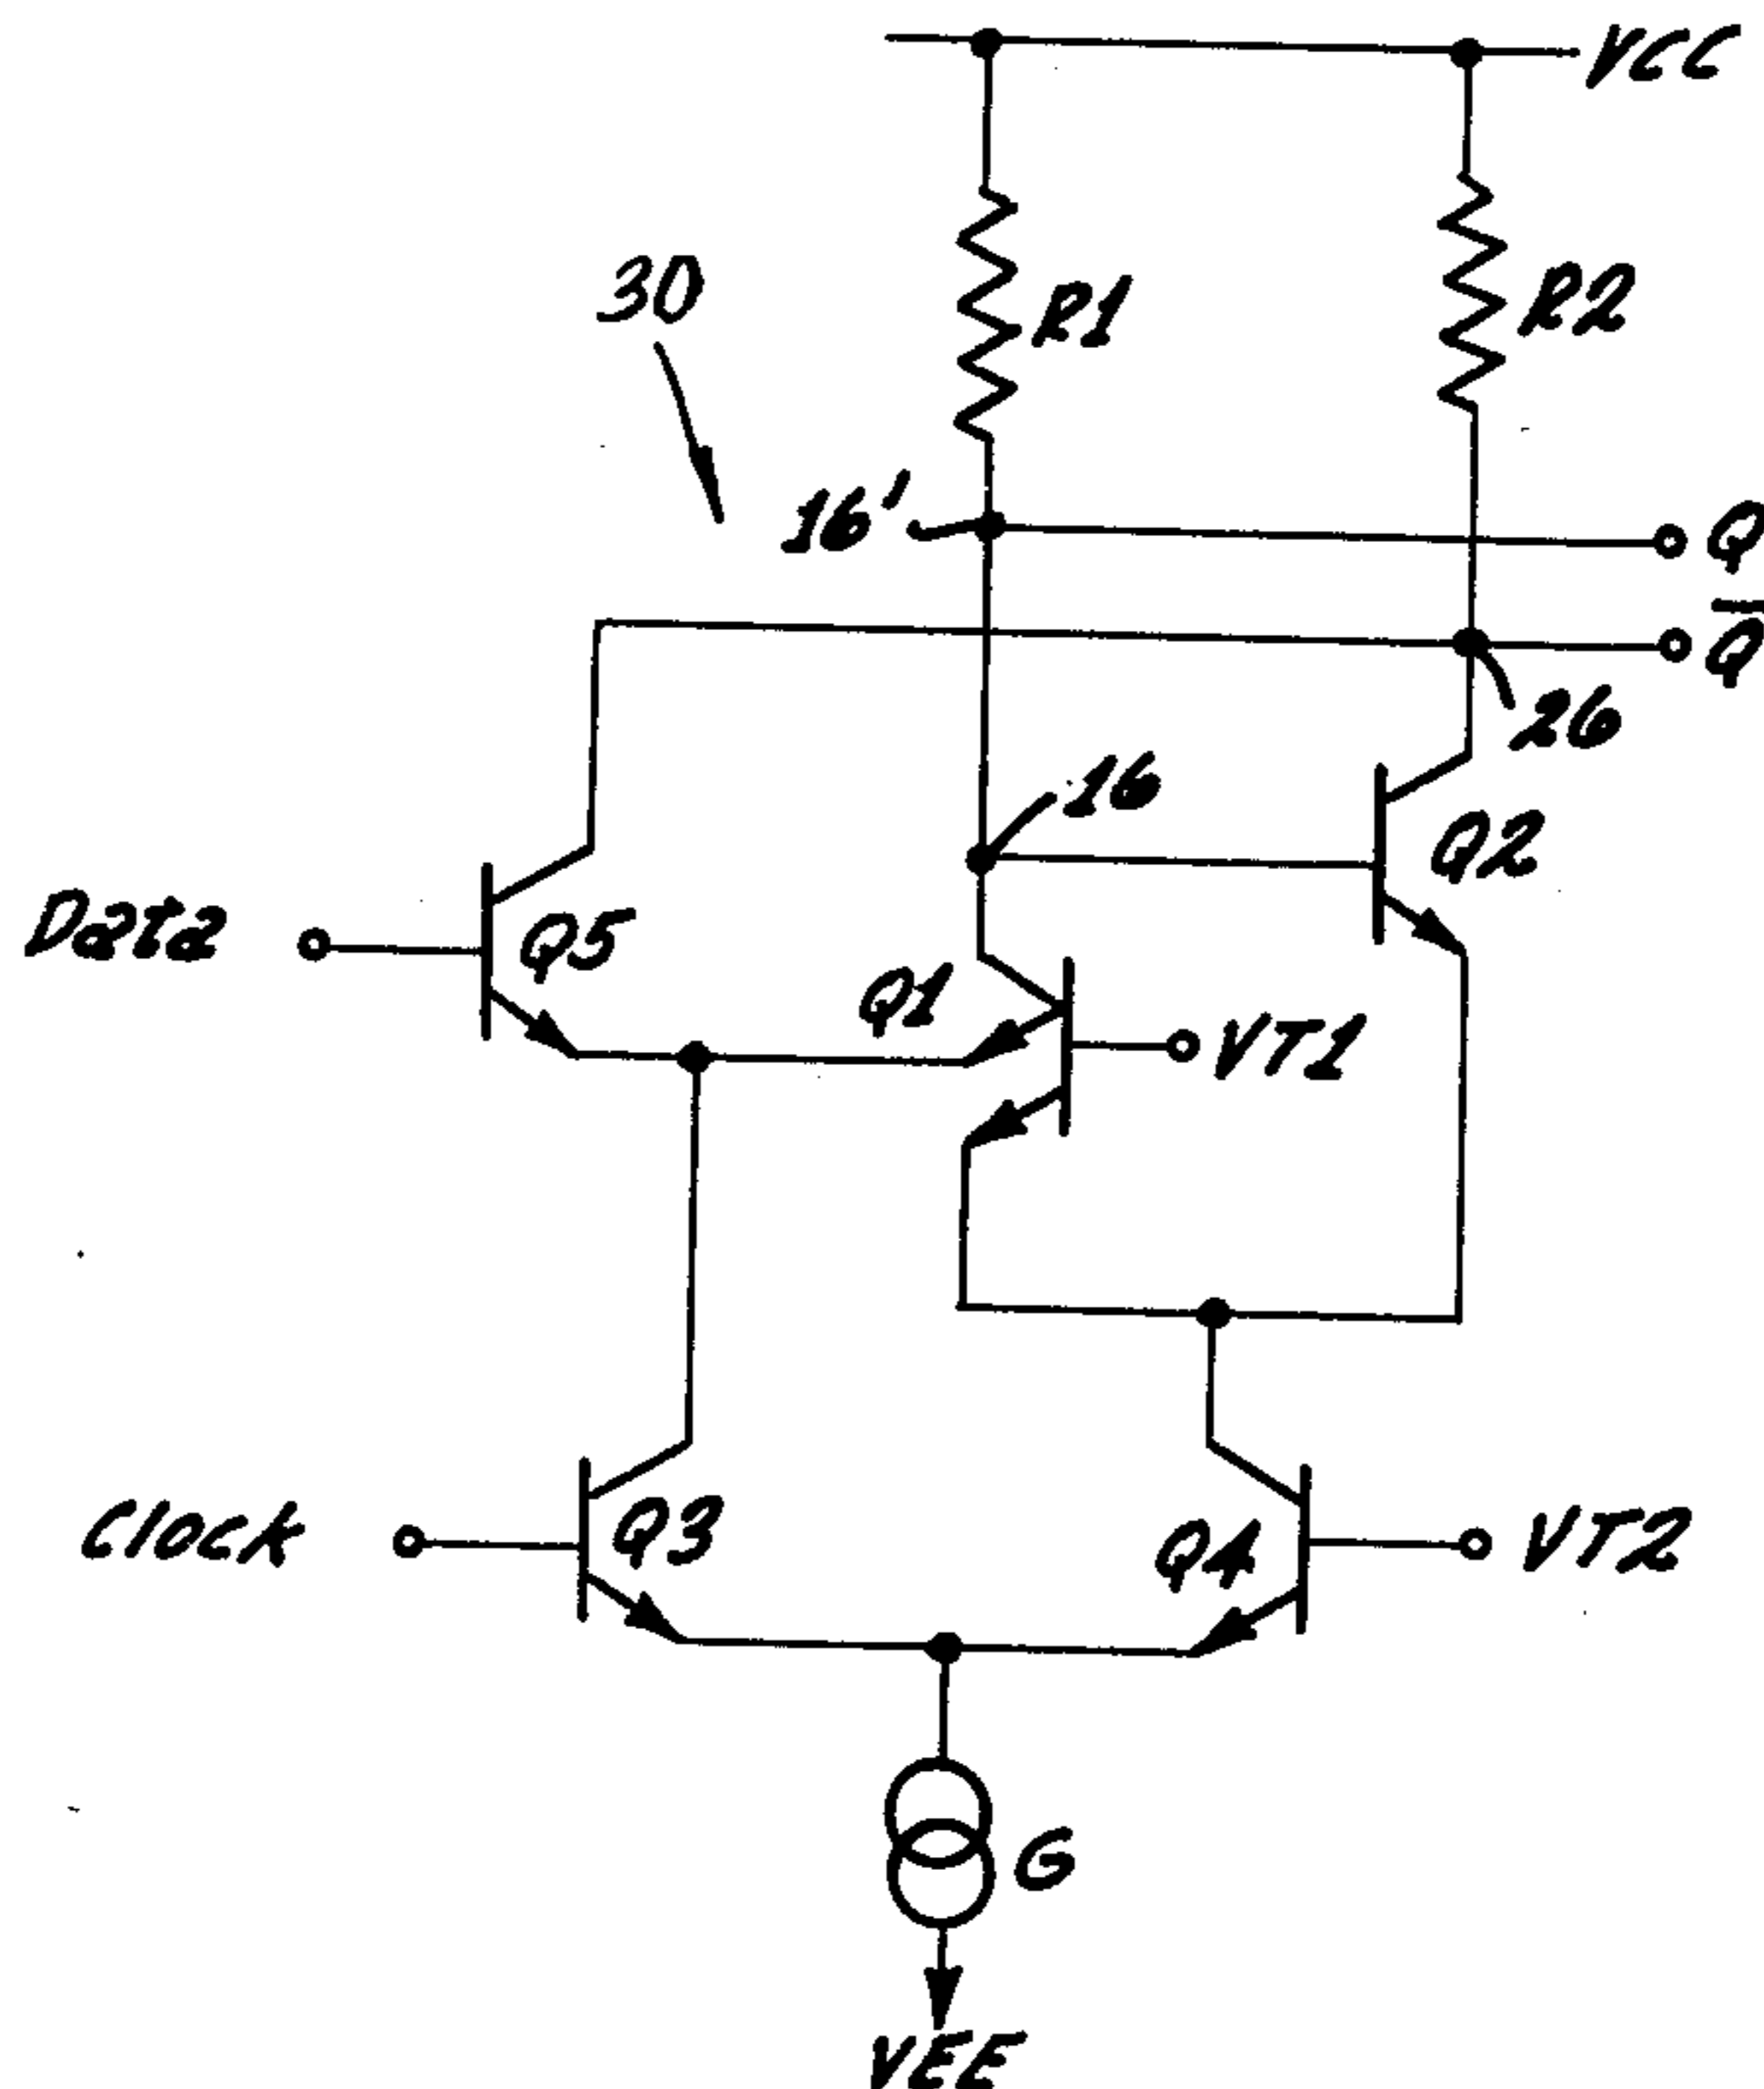 VCC
R1
R2
30
16'
Q
Q̅
26
16
Q2
Data
Q5
Q1
VT1
Clock
Q3
Q4
VT2
G
VEE